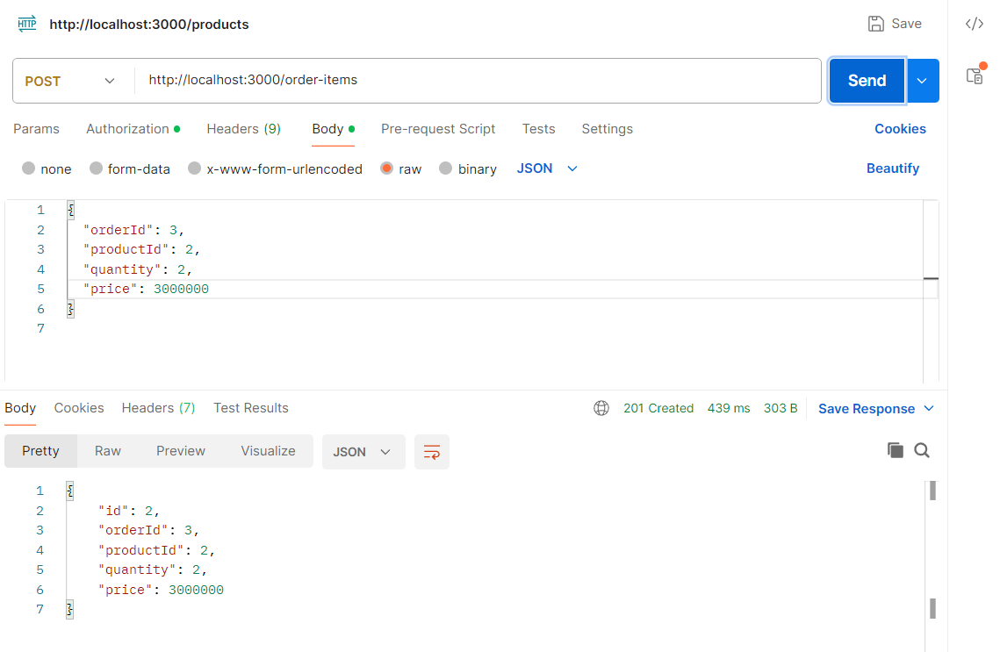 HTTP http://localhost:3000/products Save
POST http://localhost:3000/order-items Send
Params Authorization Headers (9) Body Pre-request Script Tests Settings Cookies
none form-data x-www-form-urlencoded raw binary JSON Beautify
1 {
2 "orderId": 3,
3 "productId": 2,
4 "quantity": 2,
5 "price": 3000000
6 }
7
Body Cookies Headers (7) Test Results 201 Created 439 ms 303 B Save Response
Pretty Raw Preview Visualize JSON
1 {
2 "id": 2,
3 "orderId": 3,
4 "productId": 2,
5 "quantity": 2,
6 "price": 3000000
7 }